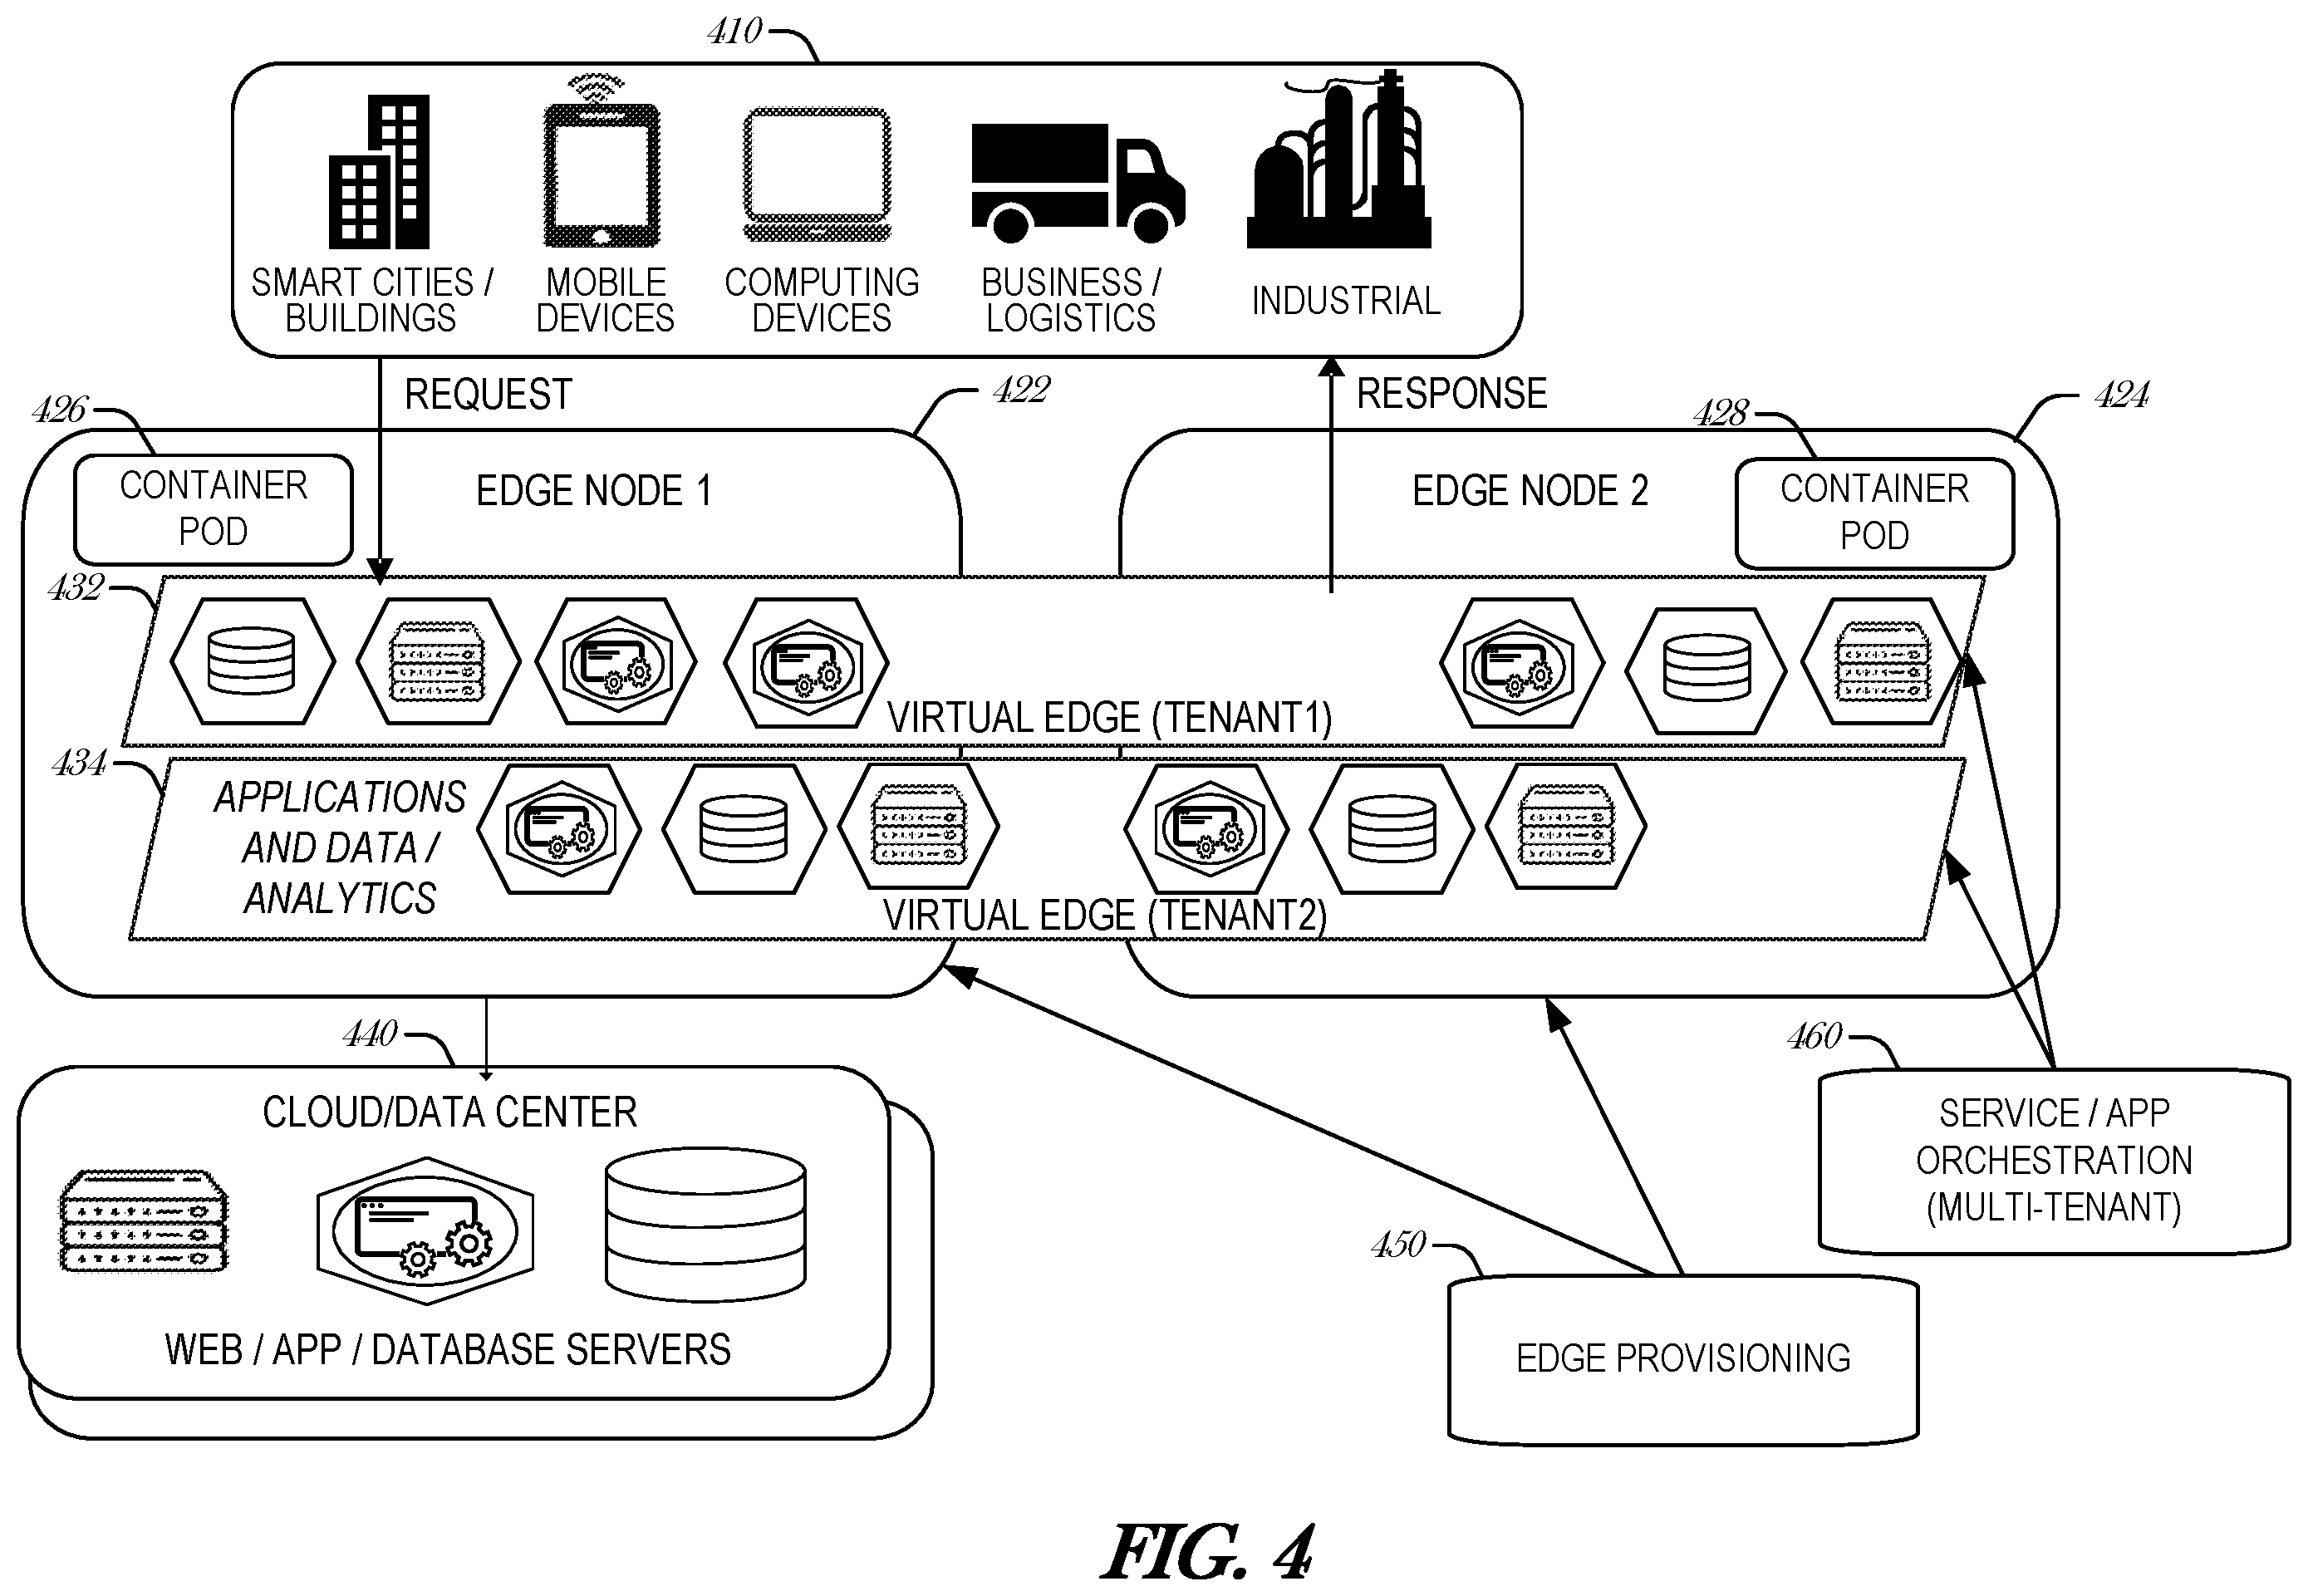 410
SMART CITIES /
BUILDINGS
MOBILE
DEVICES
COMPUTING
DEVICES
BUSINESS /
LOGISTICS
INDUSTRIAL
REQUEST
RESPONSE
422
424
426
428
CONTAINER
POD
EDGE NODE 1
EDGE NODE 2
CONTAINER
POD
432
VIRTUAL EDGE (TENANT1)
434
APPLICATIONS
AND DATA /
ANALYTICS
VIRTUAL EDGE (TENANT2)
440
CLOUD/DATA CENTER
WEB / APP / DATABASE SERVERS
460
SERVICE / APP
ORCHESTRATION
(MULTI-TENANT)
450
EDGE PROVISIONING
FIG. 4